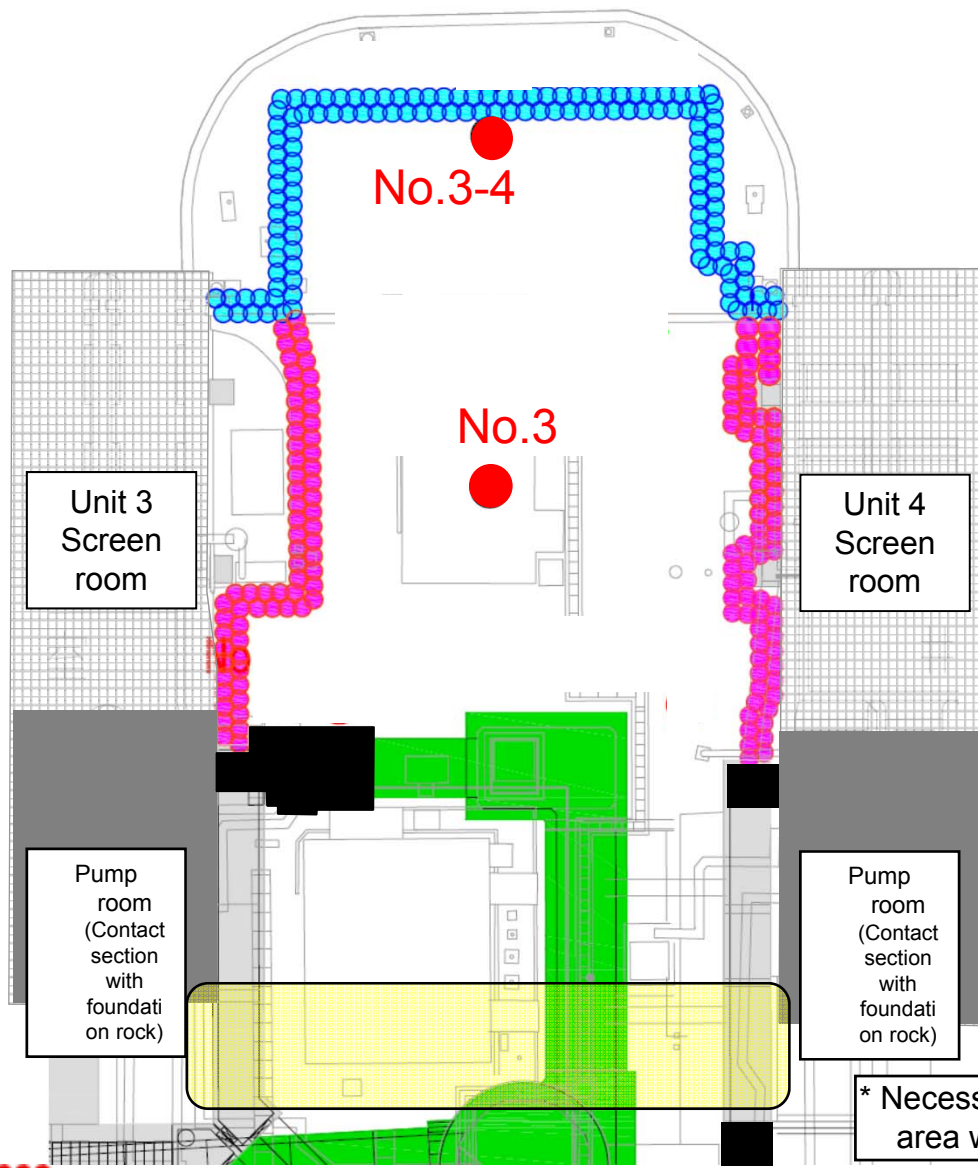 No.3-4
No.3
Unit 3
Screen
room
Unit 4
Screen
room
Pump
room
(Contact
section
with
foundati
on rock)
Pump
room
(Contact
section
with
foundati
on rock)
* Necess
area w